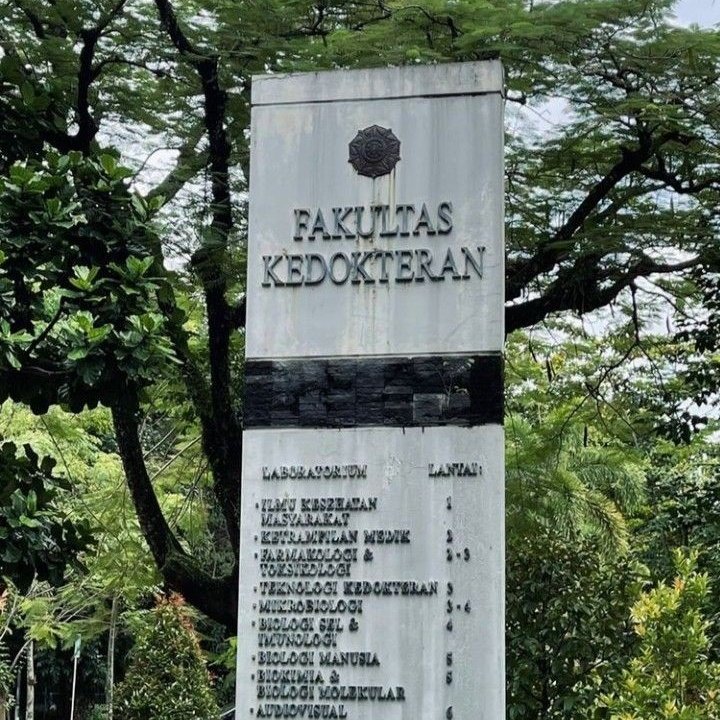 FAKULTAS
KEDOKTERAN
LABORATORIUM LANTAI:
• ILMU KESEHATAN 1
MASYARAKAT
• KETRAMPILAN MEDIK 2
• FARMAKOLOGI & 2-3
TOKSIKOLOGI
• TEKNOLOGI KEDOKTERAN 3
• MIKROBIOLOGI 3-4
• BIOLOGI SEL & 4
IMUNOLOGI
• BIOLOGI MANUSIA 5
• BIOKIMIA & 5
BIOLOGI MOLEKULAR
• AUDIOVISUAL 6